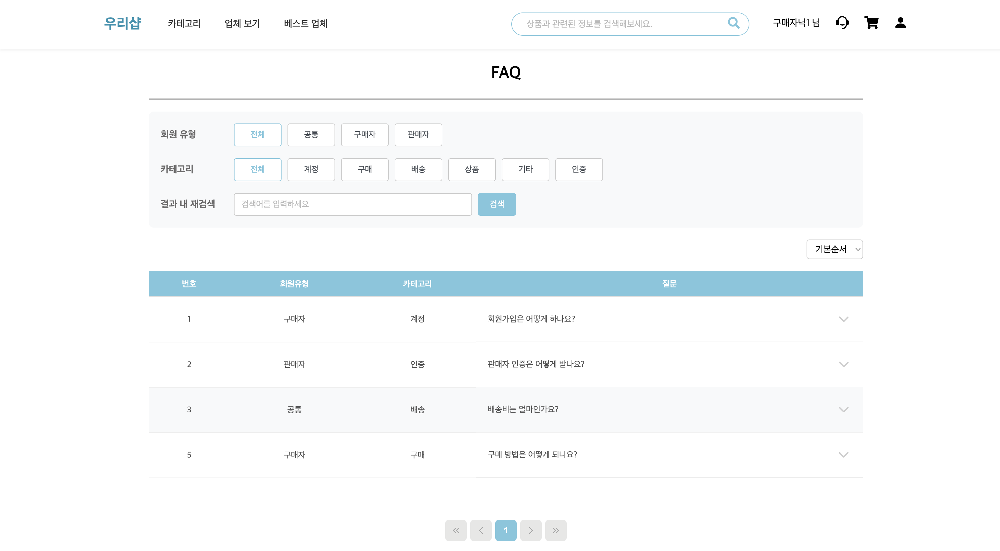 우리샵 카테고리 업체 보기 베스트 업체 상품과 관련된 정보를 검색해보세요. 구매자닉1 님
FAQ
회원 유형 전체 공통 구매자 판매자
카테고리 전체 계정 구매 배송 상품 기타 인증
결과 내 재검색 검색어를 입력하세요 검색
기본순서
번호 회원유형 카테고리 질문
1 구매자 계정 회원가입은 어떻게 하나요?
2 판매자 인증 판매자 인증은 어떻게 받나요?
3 공통 배송 배송비는 얼마인가요?
5 구매자 구매 구매 방법은 어떻게 되나요?
1